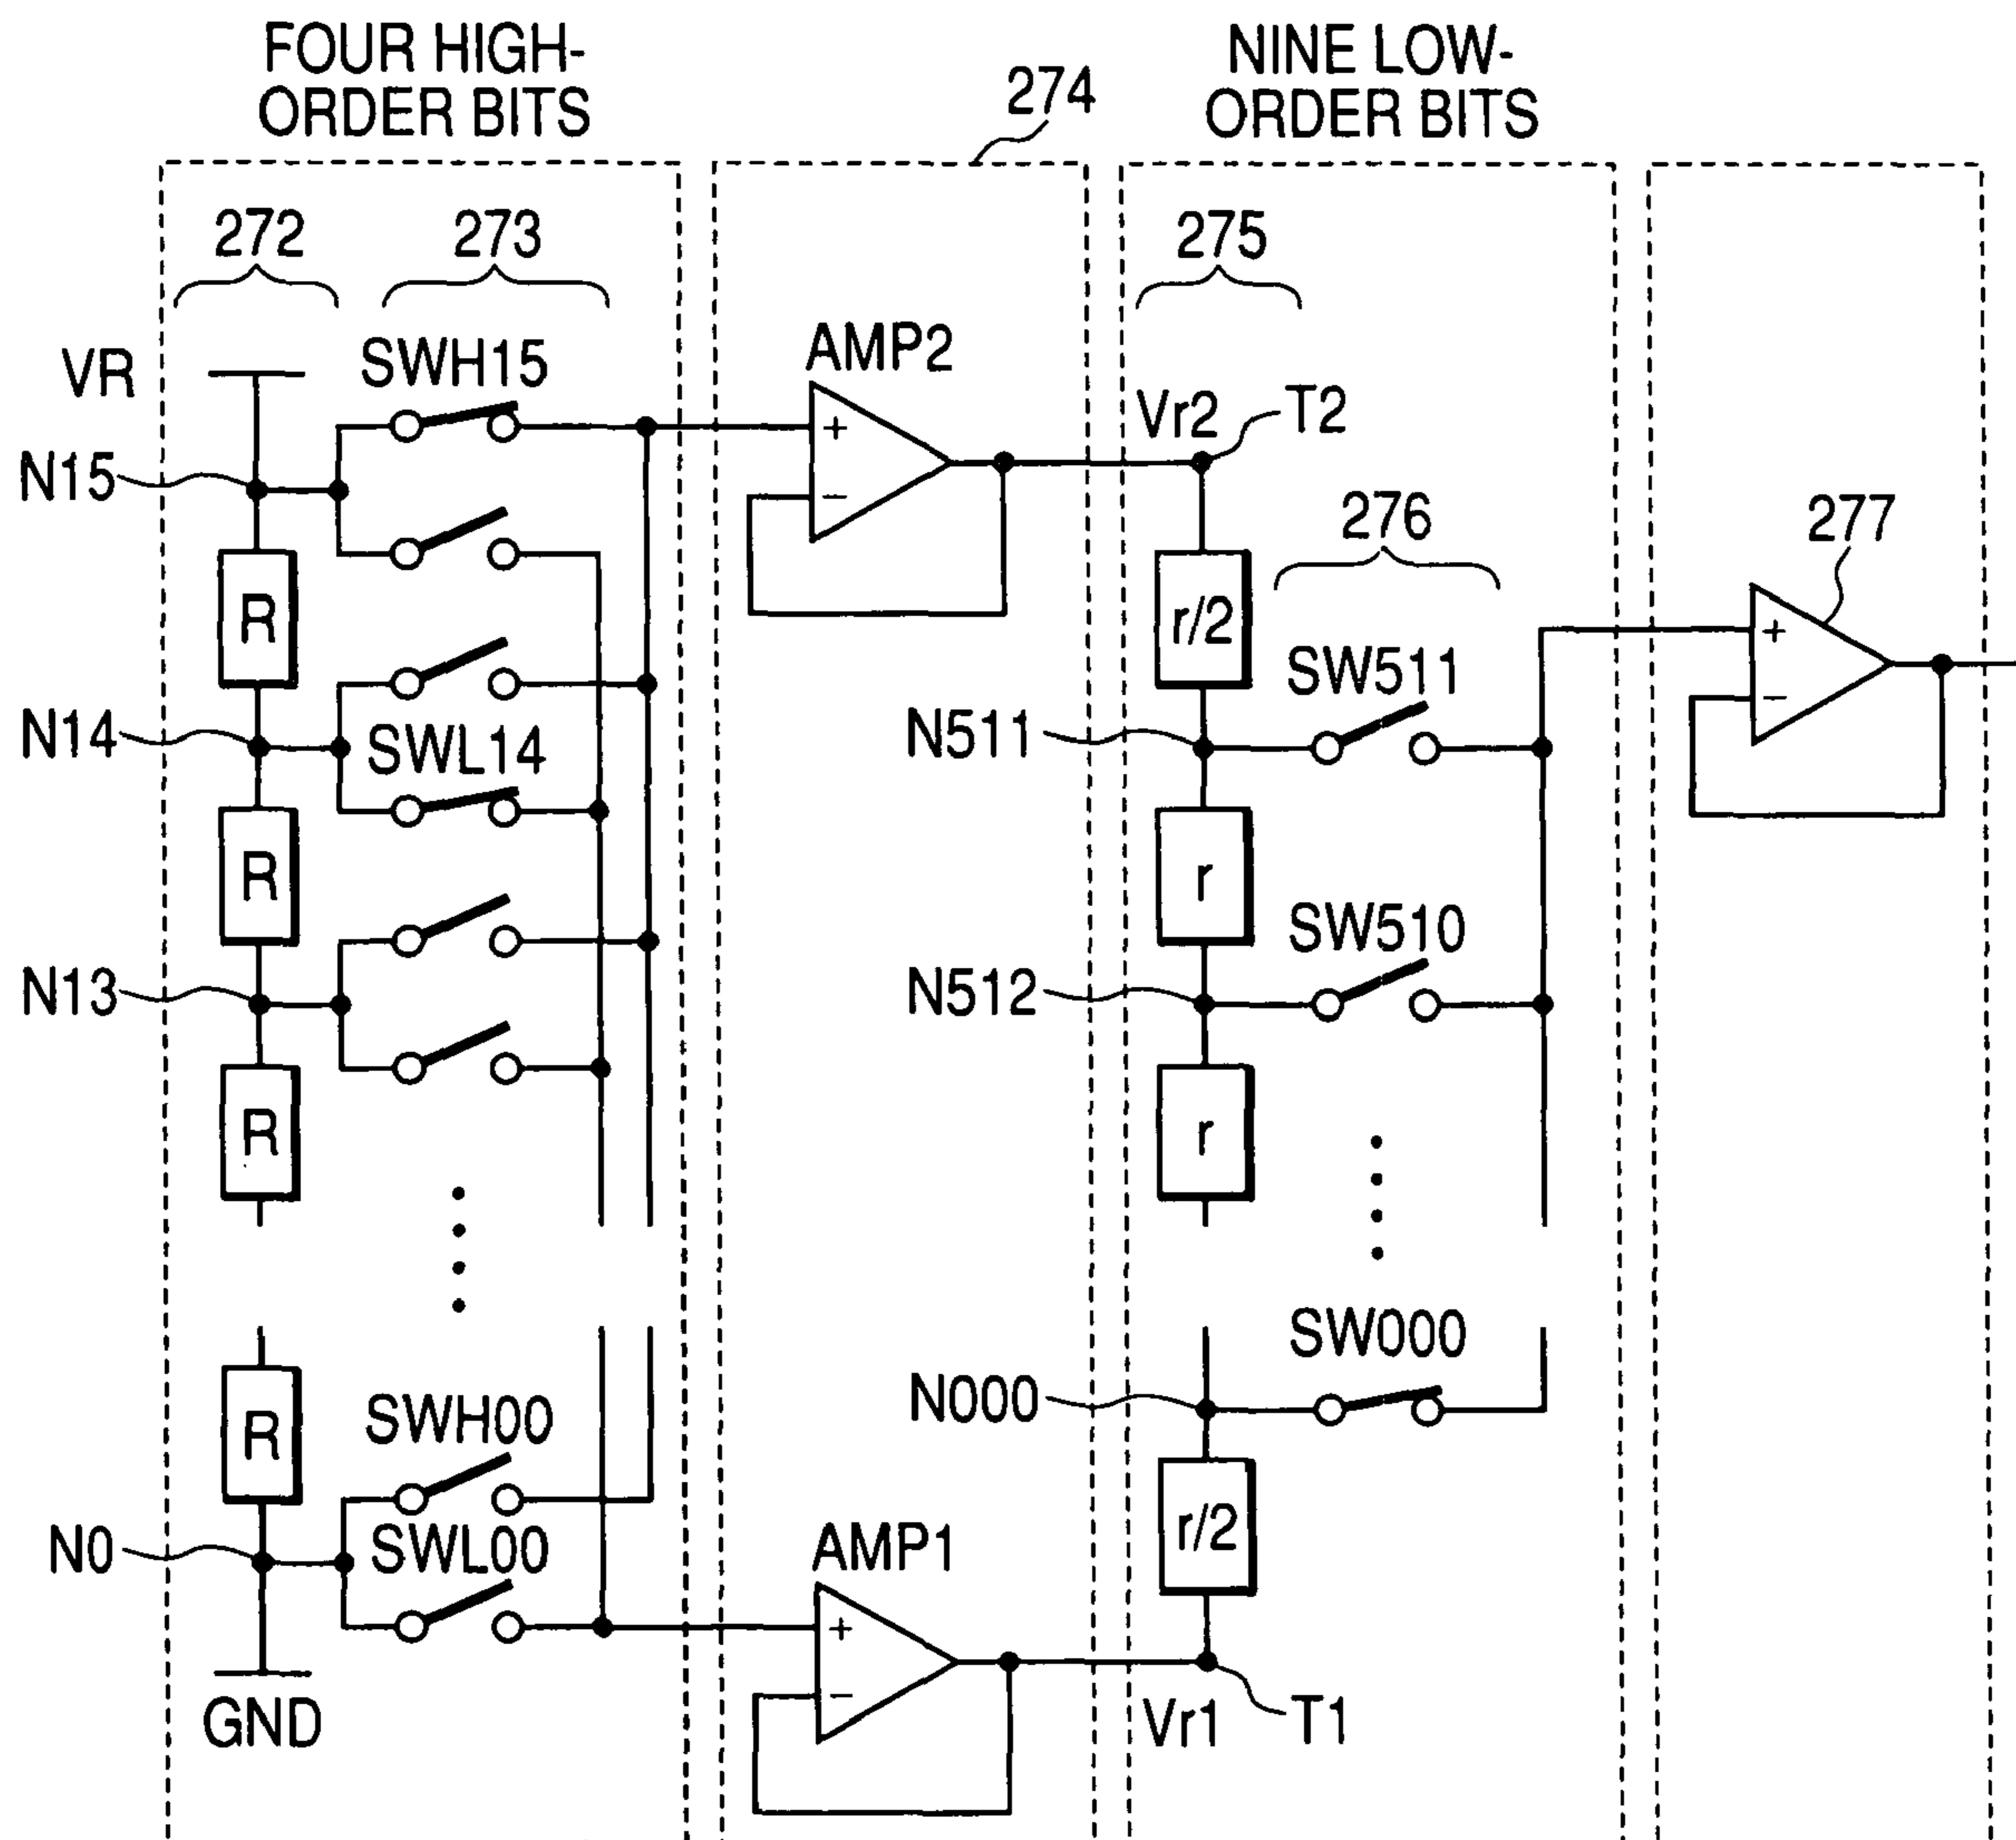 FOUR HIGH-
ORDER BITS
NINE LOW-
ORDER BITS
274
272
273
275
VR
SWH15
AMP2
+
−
Vr2
T2
N15
276
277
R
r/2
SW511
+
−
N14
SWL14
N511
R
r
SW510
N13
N512
R
r
SW000
N000
R
SWH00
N0
SWL00
AMP1
r/2
+
−
GND
Vr1
T1